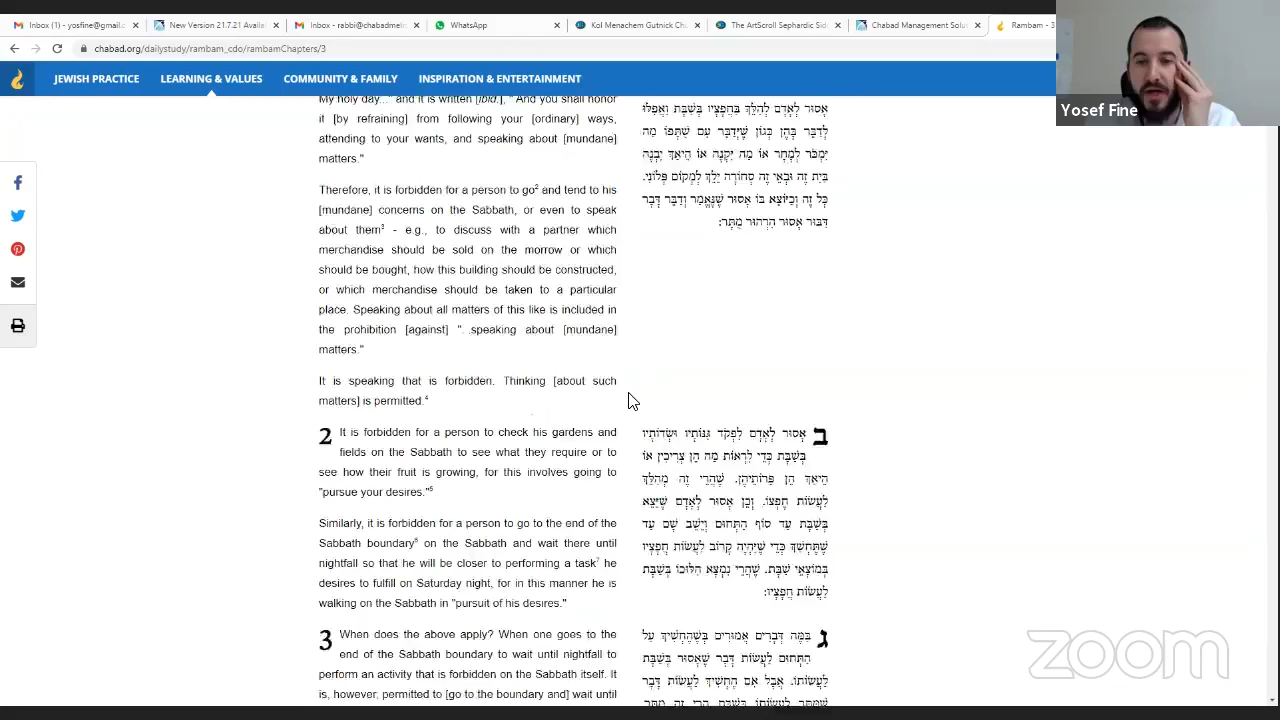 Inbox - yosfine@gmail.c
New Version 21.7.21 Availa
Inbox - rabbi@chabadmel
WhatsApp
Kol Menachem Gutnick Ch
The ArtScroll Sephardic Sid
Chabad Management Solu
Rambam - 3
chabad.org/dailystudy/rambam_cdo/rambamChapters/3
JEWISH PRACTICE
LEARNING & VALUES
COMMUNITY & FAMILY
INSPIRATION & ENTERTAINMENT
Yosef Fine
My holy day..." and it is written [ibid.], " And you shall honor
it [by refraining] from following your (ordinary] ways,
attending to your wants, and speaking about [mundane]
matters."
Therefore, it is forbidden for a person to go2 and tend to his
[mundane] concerns on the Sabbath, or even to speak
about them3 - e.g., to discuss with a partner which
merchandise should be sold on the morrow or which
should be bought, how this building should be constructed,
or which merchandise should be taken to a particular
place. Speaking about all matters of this like is included in
the prohibition [against] "...speaking about [mundane]
matters."
It is speaking that is forbidden. Thinking [about such
matters] is permitted.4
2 It is forbidden for a person to check his gardens and
fields on the Sabbath to see what they require or to
see how their fruit is growing, for this involves going to
"pursue your desires."5
Similarly, it is forbidden for a person to go to the end of the
Sabbath boundary6 on the Sabbath and wait there until
nightfall so that he will be closer to performing a task7 he
desires to fulfill on Saturday night, for in this manner he is
walking on the Sabbath in "pursuit of his desires."
3 When does the above apply? When one goes to the
end of the Sabbath boundary to wait until nightfall to
perform an activity that is forbidden on the Sabbath itself. It
is, however, permitted to [go to the boundary and] wait until
אָסוּר לְאָדָם לְהַלֵּךְ בַּחֲפָצָיו בְּשַׁבָּת וַאֲפִלּוּ
לְדַבֵּר בָּהֶן כְּגוֹן שֶׁיְּדַבֵּר עִם שֻׁתָּפוֹ מַה
יִּמְכֹּר לְמָחָר אוֹ מַה יִּקְנֶה אוֹ הֵיאַךְ יִבְנֶה
בַּיִת זֶה וּבְאֵי זֶה סְחוֹרָה יֵלֵךְ לְמָקוֹם פְּלוֹנִי.
כָּל זֶה וְכַיּוֹצֵא בּוֹ אָסוּר שֶׁנֶּאֱמַר וְדַבֵּר דָּבָר
דִּבּוּר אָסוּר הִרְהוּר מֻתָּר:
ב אָסוּר לְאָדָם לִפְקֹד גִּנּוֹתָיו וּשְׂדוֹתָיו
בְּשַׁבָּת כְּדֵי לִרְאוֹת מַה הֵן צְרִיכִין אוֹ
הֵיאַךְ הֵן פֵּרוֹתֵיהֶן. שֶׁהֲרֵי זֶה מְהַלֵּךְ
לַעֲשׂוֹת חֶפְצוֹ. וְכֵן אָסוּר לְאָדָם שֶׁיֵּצֵא
בְּשַׁבָּת עַד סוֹף הַתְּחוּם וְיֵשֵׁב שָׁם עַד
שֶׁתֶּחְשַׁךְ כְּדֵי שֶׁיִּהְיֶה קָרוֹב לַעֲשׂוֹת חֲפָצָיו
בְּמוֹצָאֵי שַׁבָּת. שֶׁהֲרֵי נִמְצָא הִלּוּכוֹ בְּשַׁבָּת
לַעֲשׂוֹת חֲפָצָיו:
ג בַּמֶּה דְּבָרִים אֲמוּרִים בְּשֶׁהֶחְשִׁיךְ עַל
הַתְּחוּם לַעֲשׂוֹת דָּבָר שֶׁאָסוּר בְּשַׁבָּת
לַעֲשׂוֹתוֹ. אֲבָל אִם הֶחְשִׁיךְ לַעֲשׂוֹת דָּבָר
שֶׁמֻּתָּר לַעֲשׂוֹתוֹ בְּשַׁבָּת הֲרֵי זֶה מֻתָּר
zoom